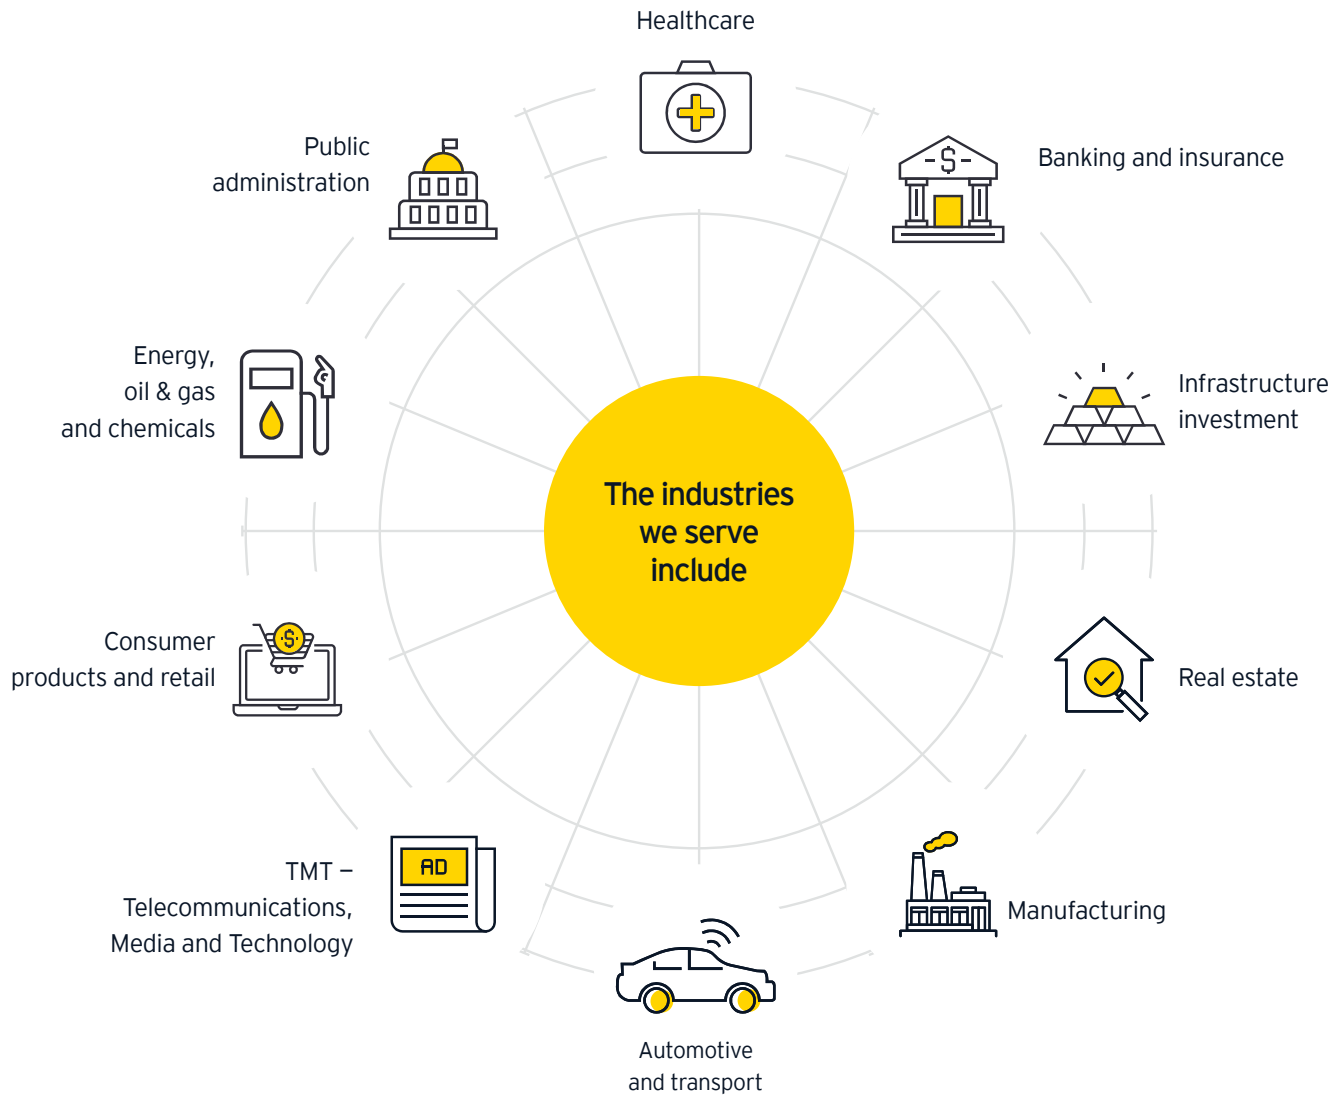 Healthcare
Public
administration
Banking and insurance
Energy,
oil & gas
and chemicals
Infrastructure
investment
The industries
we serve
include
Consumer
products and retail
Real estate
TMT –
Telecommunications,
Media and Technology
AD
Manufacturing
Automotive
and transport
$
$